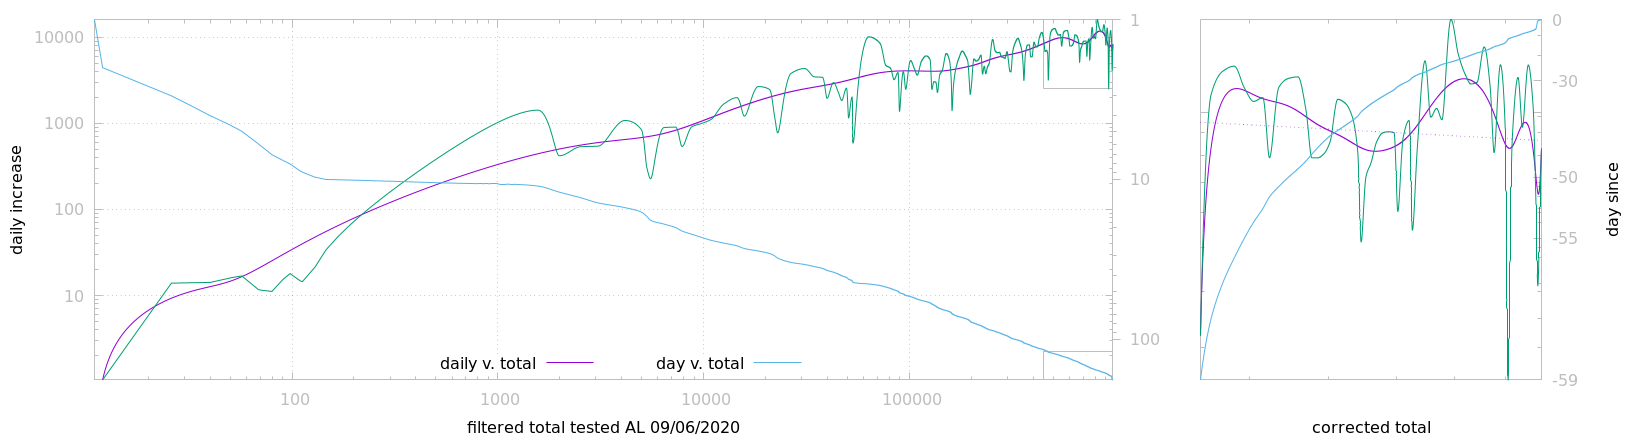 10000
1000
100
10
daily increase
1
10
100
daily v. total
day v. total
100
1000
10000
100000
filtered total tested AL 09/06/2020
0
-30
-50
-55
-59
day since
corrected total